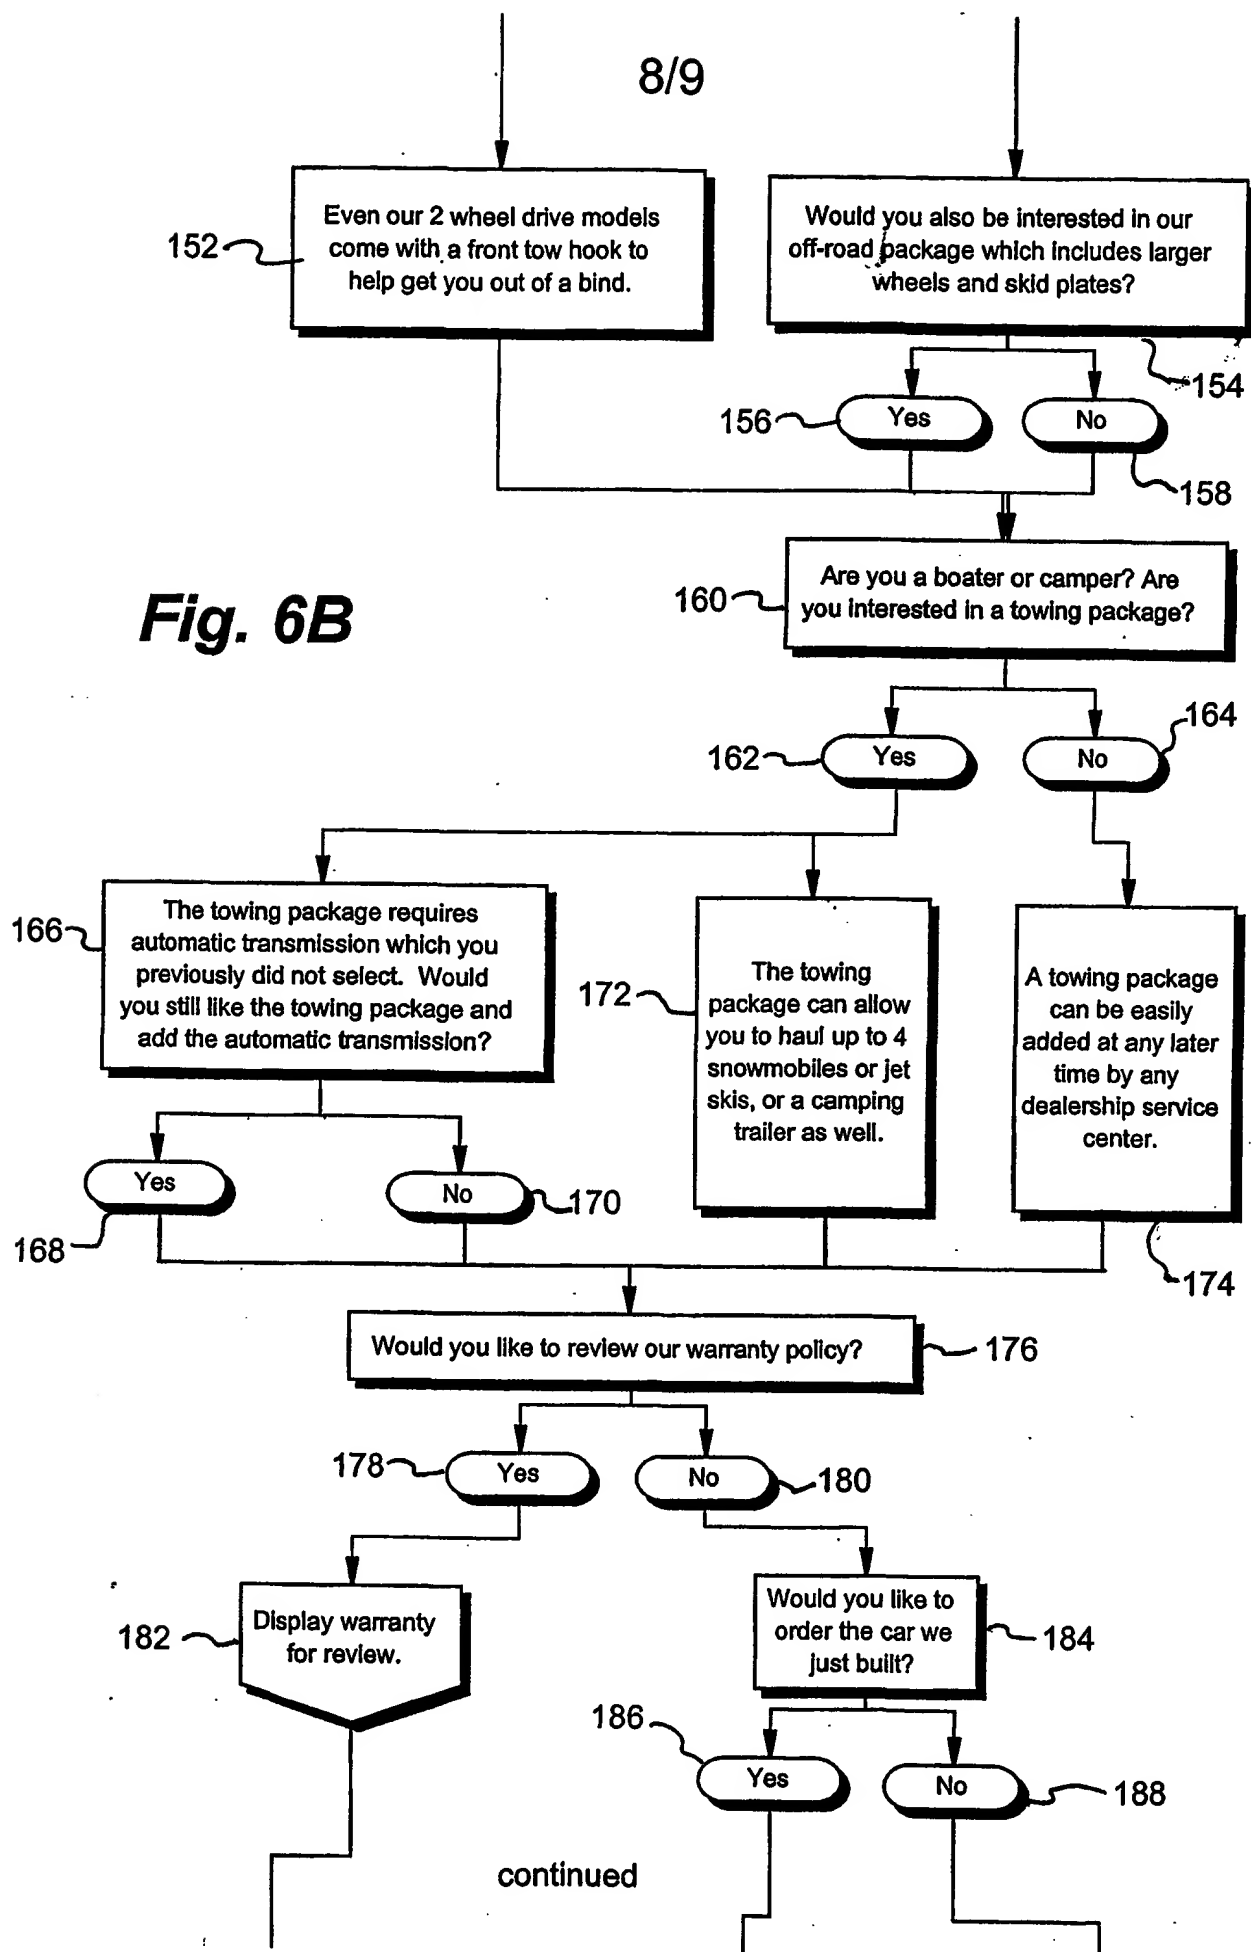 8/9
Even our 2 wheel drive models
come with a front tow hook to
help get you out of a bind.
152
Would you also be interested in our
off-road package which includes larger
wheels and skid plates?
154
156
Yes
No
158
Fig. 6B
160
Are you a boater or camper? Are
you interested in a towing package?
162
Yes
No
164
166
The towing package requires
automatic transmission which you
previously did not select. Would
you still like the towing package and
add the automatic transmission?
172
The towing
package can allow
you to haul up to 4
snowmobiles or jet
skis, or a camping
trailer as well.
A towing package
can be easily
added at any later
time by any
dealership service
center.
174
Yes
168
No
170
Would you like to review our warranty policy?
176
178
Yes
No
180
182
Display warranty
for review.
Would you like to
order the car we
just built?
184
186
Yes
No
188
continued